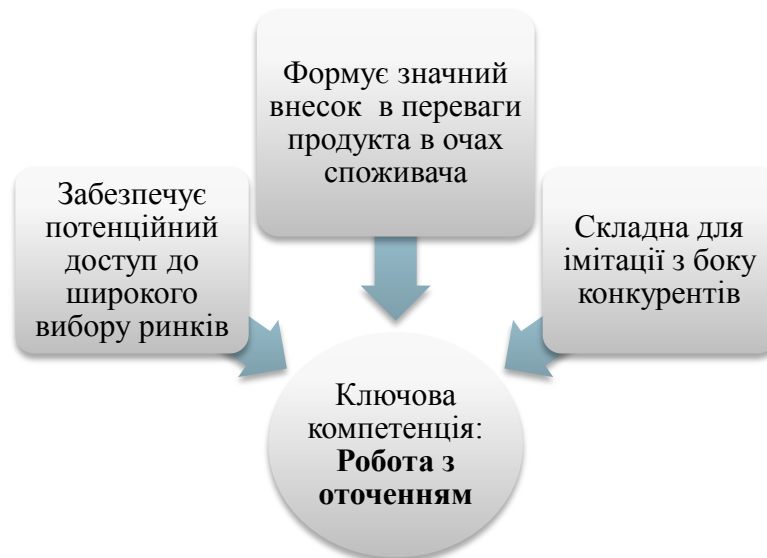 Формує значний
внесок в переваги
продукта в очах
споживача
Забезпечує
потенційний
доступ до
широкого
вибору ринків
Складна для
імітації з боку
конкурентів
Ключова
компетенція:
Робота з
оточенням